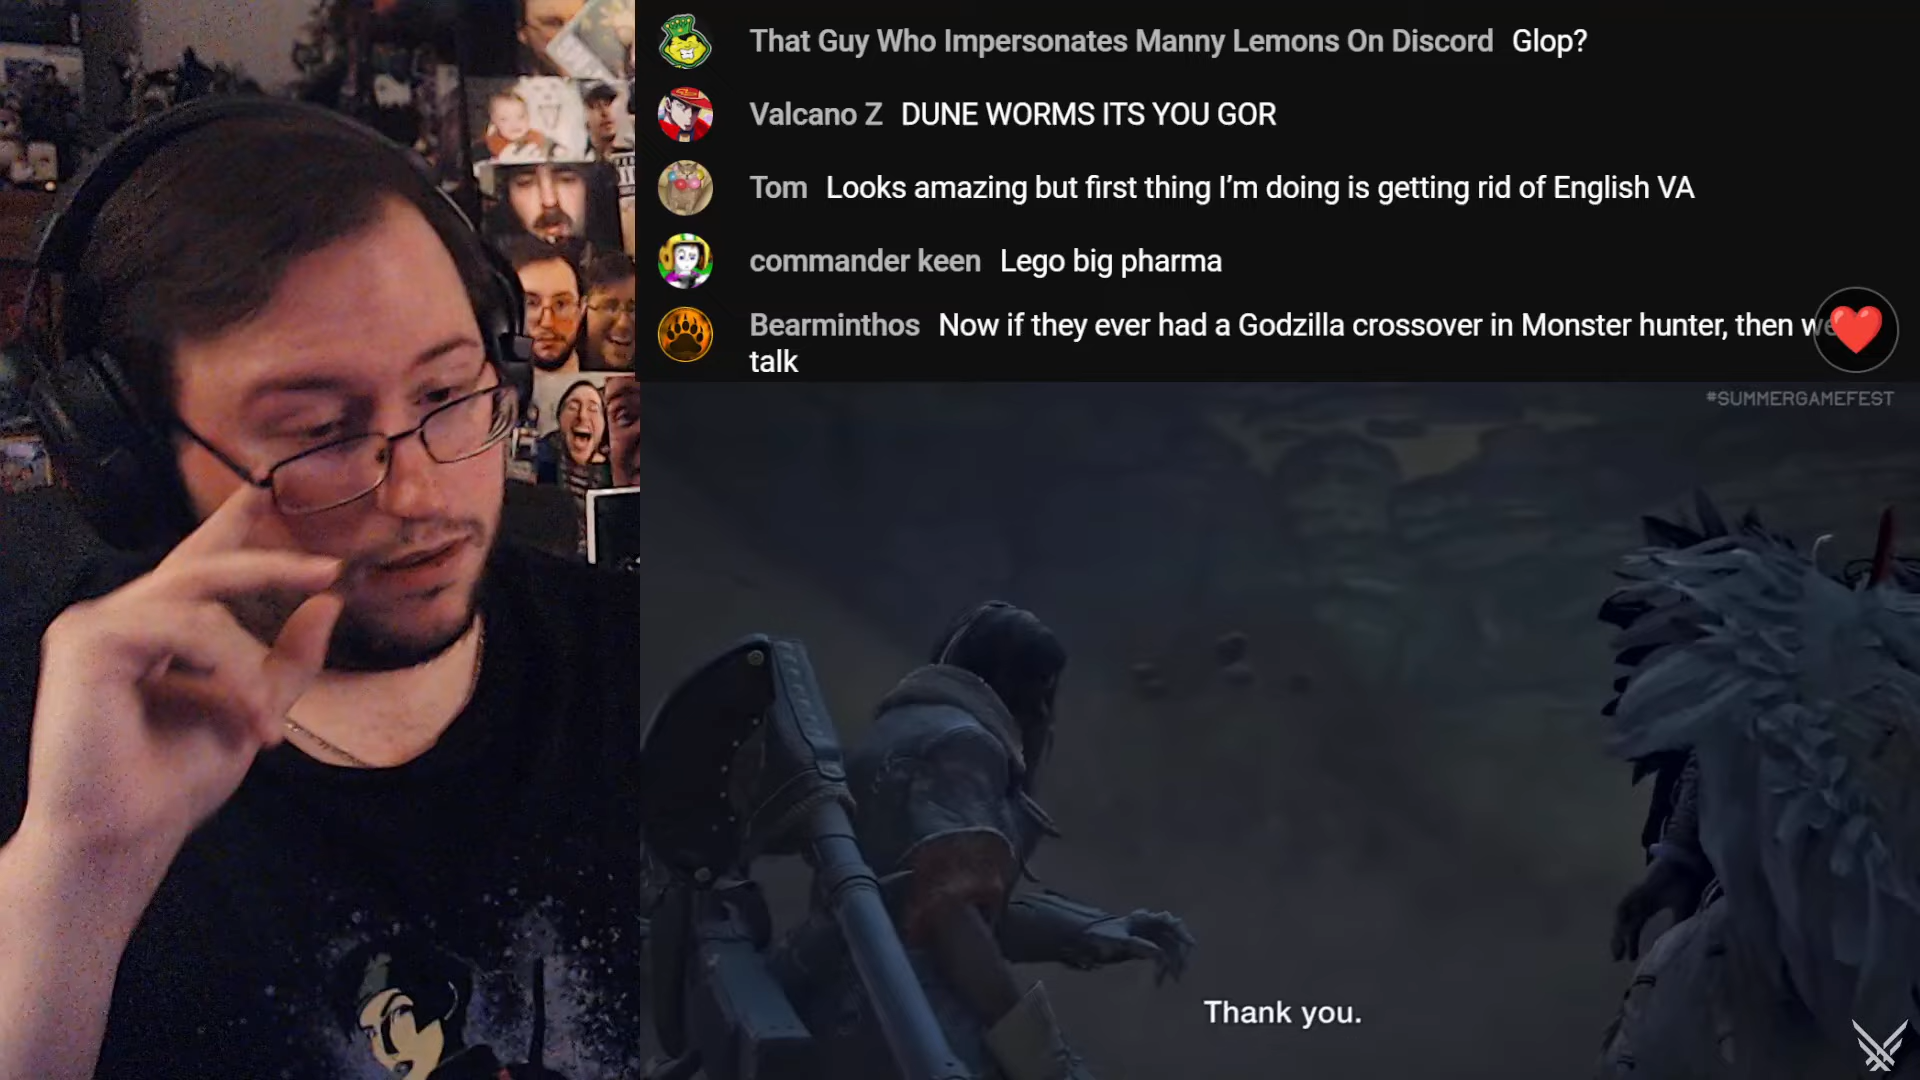 That Guy Who Impersonates Manny Lemons On Discord Glop?
Valcano Z DUNE WORMS ITS YOU GOR
Tom Looks amazing but first thing I'm doing is getting rid of English VA
commander keen Lego big pharma
Bearminthos Now if they ever had a Godzilla crossover in Monster hunter, then
talk
#SUMMERGAMEFEST
Thank you.